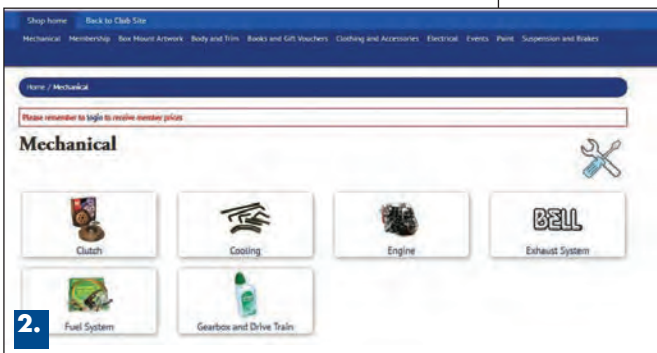 Shop home Back to Club Site
Mechanical Membership Box Mount Artwork Body and Trim Books and Gift Vouchers Clothing and Accessories Electrical Events Paint Suspension and Brakes
Home / Mechanical
Please remember to login to receive member prices
Mechanical
BELL
Clutch Cooling Engine Exhaust System
Fuel System Gearbox and Drive Train
2.